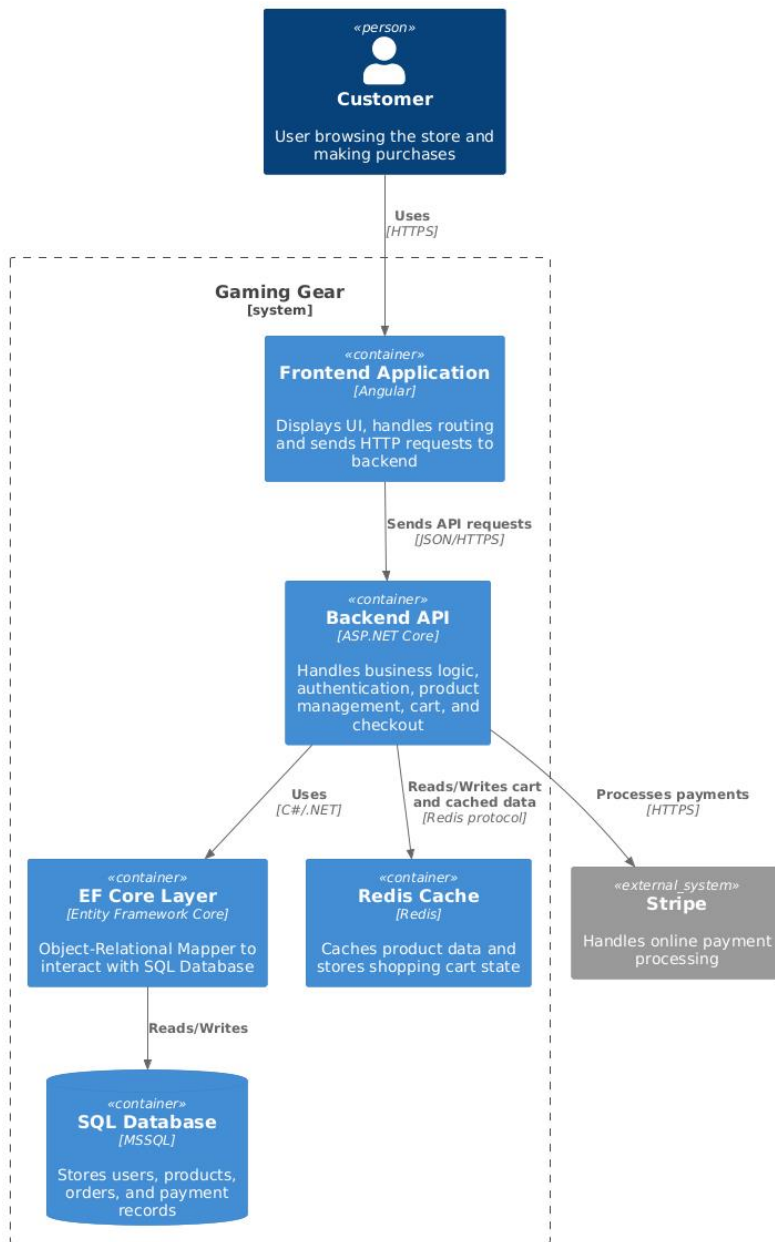 «person»
Customer
User browsing the store and
making purchases
Uses
[HTTPS]
Gaming Gear
[system]
«container»
Frontend Application
[Angular]
Displays UI, handles routing
and sends HTTP requests to
backend
Sends API requests
[JSON/HTTPS]
«container»
Backend API
[ASP.NET Core]
Handles business logic,
authentication, product
management, cart, and
checkout
Uses
[C#/.NET]
Reads/Writes cart
and cached data
[Redis protocol]
Processes payments
[HTTPS]
«container»
EF Core Layer
[Entity Framework Core]
Object-Relational Mapper to
interact with SQL Database
«container»
Redis Cache
[Redis]
Caches product data and
stores shopping cart state
«external_system»
Stripe
Handles online payment
processing
Reads/Writes
«container»
SQL Database
[MSSQL]
Stores users, products,
orders, and payment
records